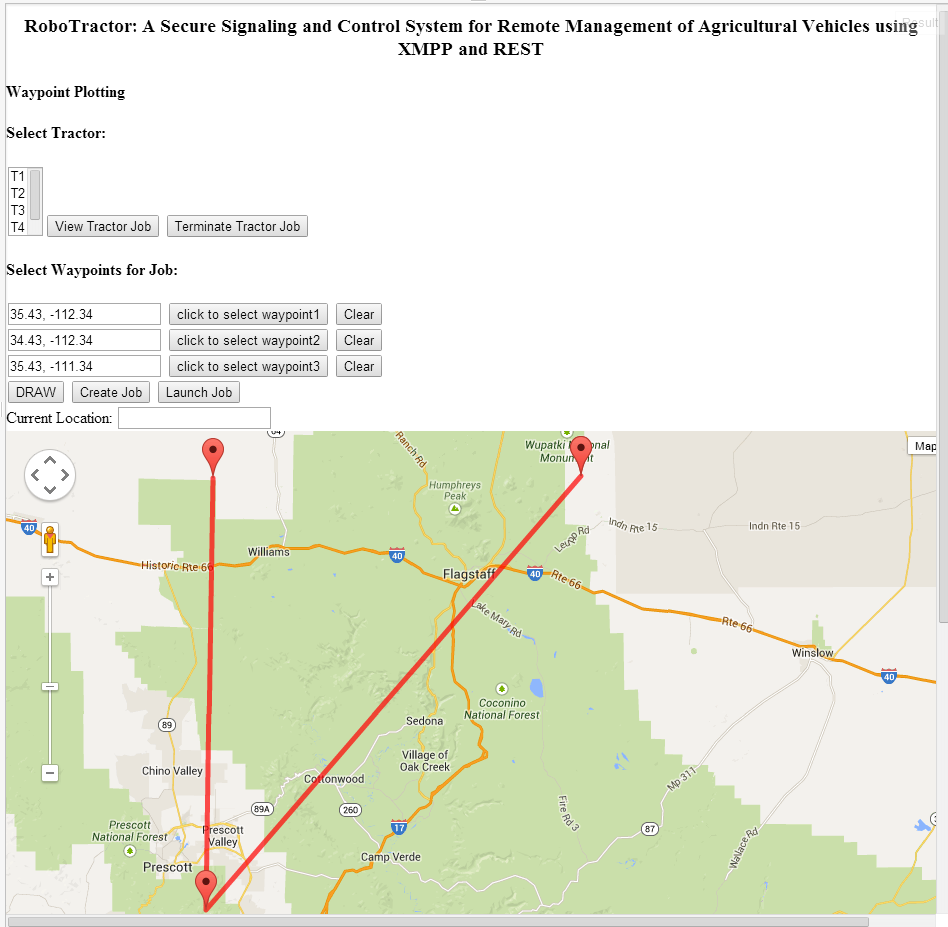 RoboTractor: A Secure Signaling and Control System for Remote Management of Agricultural Vehicles using
XMPP and REST
Result
Waypoint Plotting
Select Tractor:
T1
T2
T3
T4
View Tractor Job
Terminate Tractor Job
Select Waypoints for Job:
35.43, -112.34
click to select waypoint1
Clear
34.43, -112.34
click to select waypoint2
Clear
35.43, -111.34
click to select waypoint3
Clear
DRAW
Create Job
Launch Job
Current Location:
64
Ranch Rd
Map
Humphreys
Peak
40
Leupp Rd
Indn Rte 15
Indn Rte 15
Williams
40
Historic Rte 66
Flagstaff
40
Rte 66
Lake Mary Rd
Rte 66
Winslow
40
Coconino
National Forest
89
Sedona
Village of
Oak Creek
Chino Valley
Cottonwood
Mp 311
89A
260
Fire Rd 3
17
87
Prescott
National Forest
Prescott
Valley
Wallace Rd
Camp Verde
Prescott